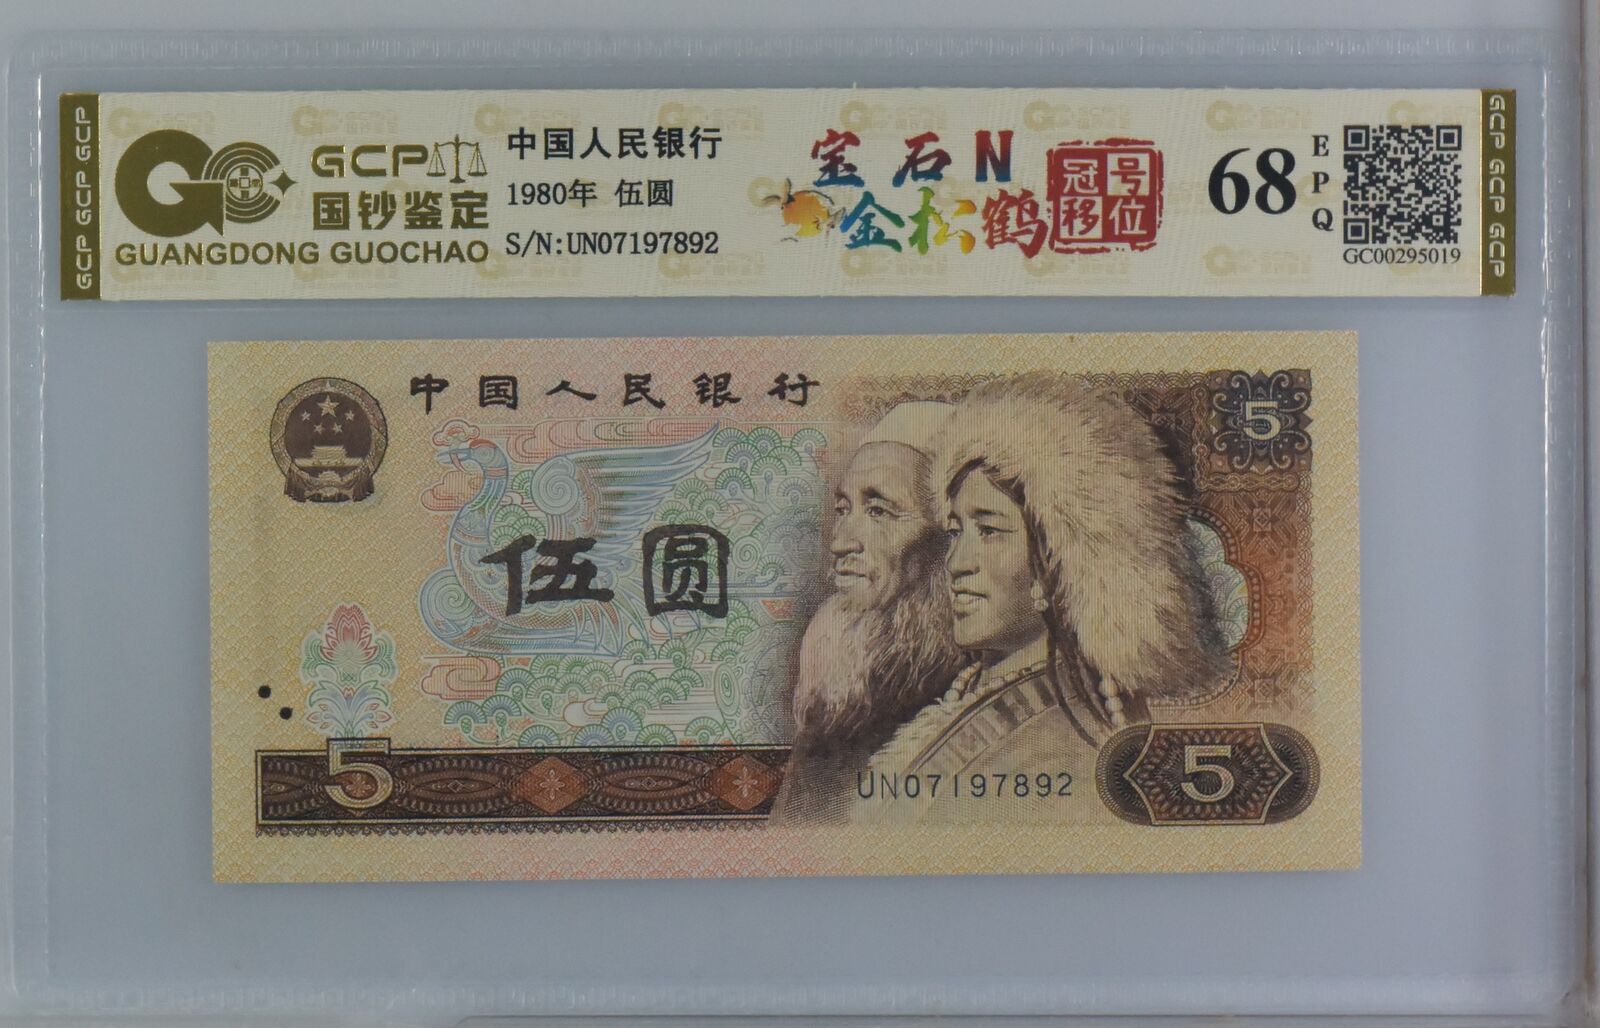 GCP GCP GCP
GCP
国钞鉴定
GUANGDONG GUOCHAO
中国人民银行
1980年 伍圆
S/N:UN07197892
宝石N
金松鹤
冠号
移位
68
EPQ
GC00295019
GCP GCP GCP
中国人民银行
5
伍圆
5
UN07197892
5